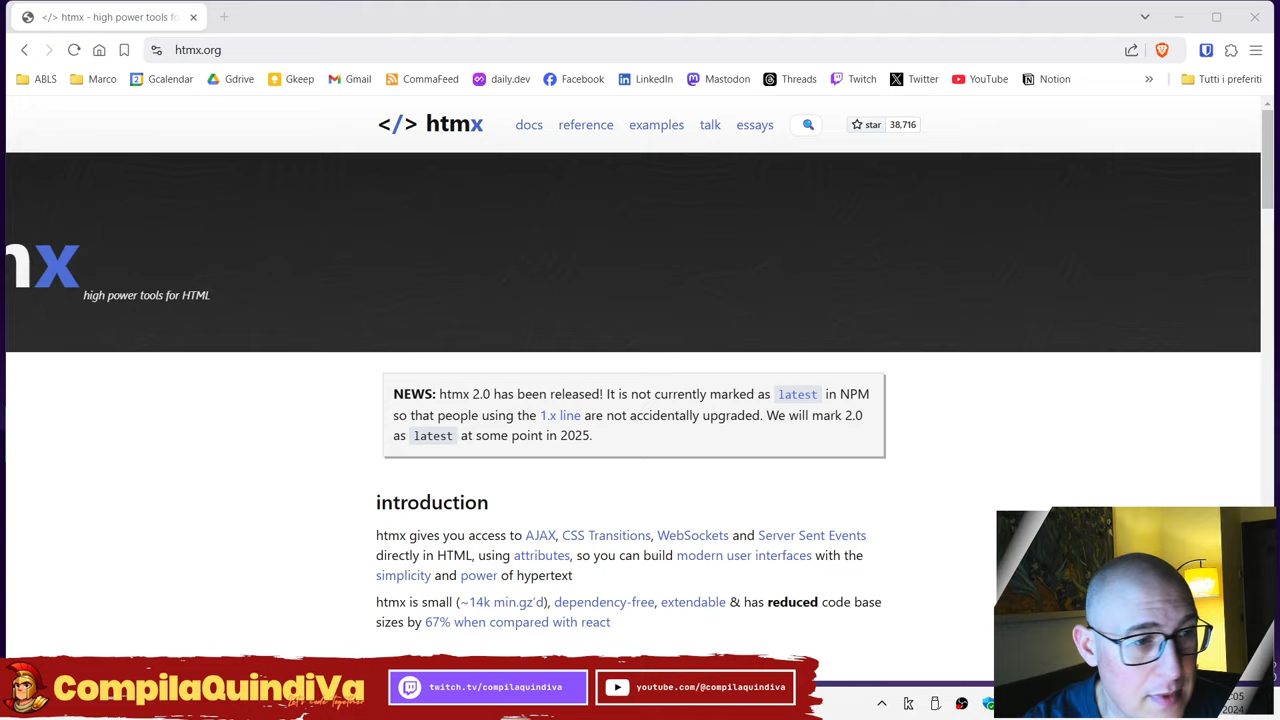 </> htmx - high power tools fo
htmx.org
ABLS Marco Gcalendar Gdrive Gkeep Gmail CommaFeed daily.dev Facebook LinkedIn Mastodon Threads Twitch Twitter YouTube Notion » Tutti i preferiti
</> htmx docs reference examples talk essays star 38,716
mx
high power tools for HTML
NEWS: htmx 2.0 has been released! It is not currently marked as latest in NPM
so that people using the 1.x line are not accidentally upgraded. We will mark 2.0
as latest at some point in 2025.
introduction
htmx gives you access to AJAX, CSS Transitions, WebSockets and Server Sent Events
directly in HTML, using attributes, so you can build modern user interfaces with the
simplicity and power of hypertext
htmx is small (~14k min.gz'd), dependency-free, extendable & has reduced code base
sizes by 67% when compared with react
CompilaQuindiVa
Let's code Together
twitch.tv/compilaquindiva
youtube.com/@compilaquindiva
:05
2024